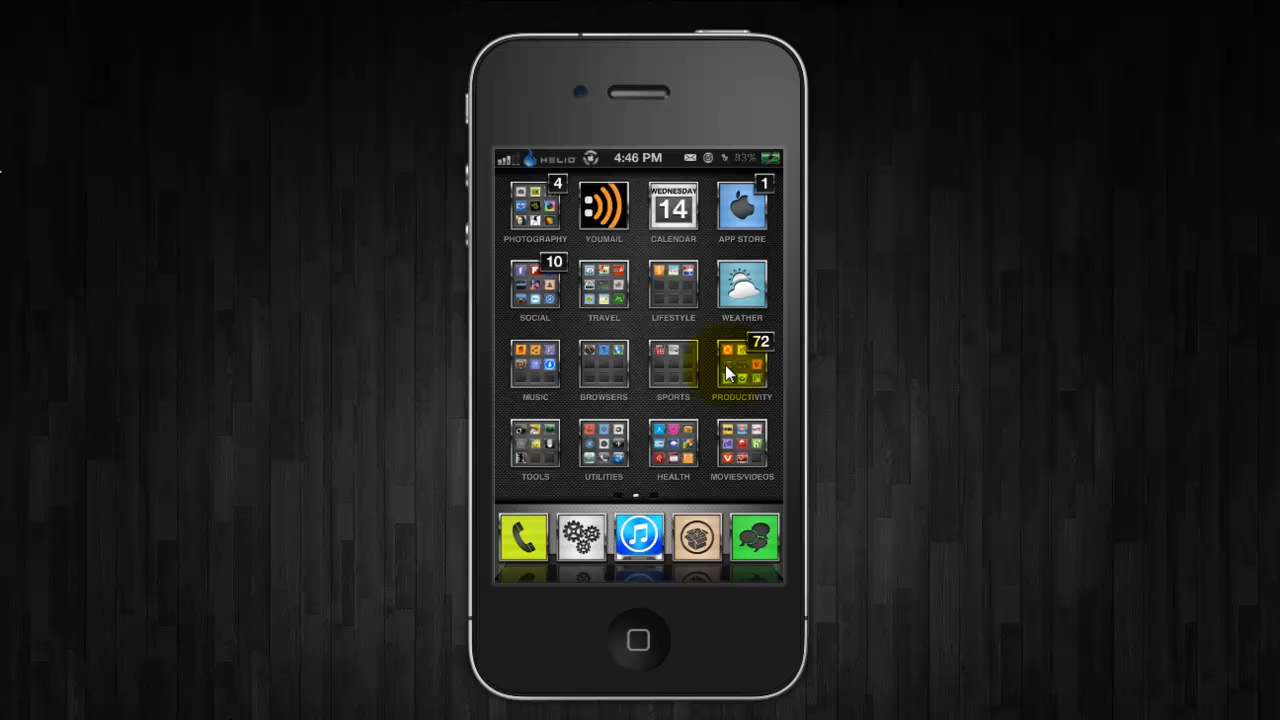 HELIO 4:46 PM 83%
4 1
WEDNESDAY
14
PHOTOGRAPHY YOUMAIL CALENDAR APP STORE
10
SOCIAL TRAVEL LIFESTYLE WEATHER
72
MUSIC BROWSERS SPORTS PRODUCTIVITY
TOOLS UTILITIES HEALTH MOVIES/VIDEOS